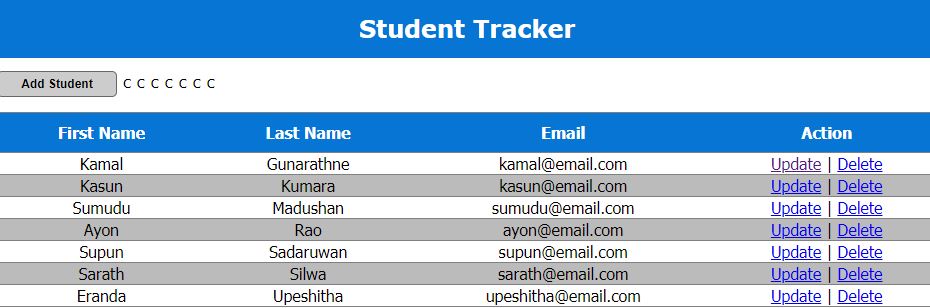 Student Tracker
Add Student C C C C C C C
First Name Last Name Email Action
Kamal Gunarathne kamal@email.com Update | Delete
Kasun Kumara kasun@email.com Update | Delete
Sumudu Madushan sumudu@email.com Update | Delete
Ayon Rao ayon@email.com Update | Delete
Supun Sadaruwan supun@email.com Update | Delete
Sarath Silwa sarath@email.com Update | Delete
Eranda Upeshitha upeshitha@email.com Update | Delete